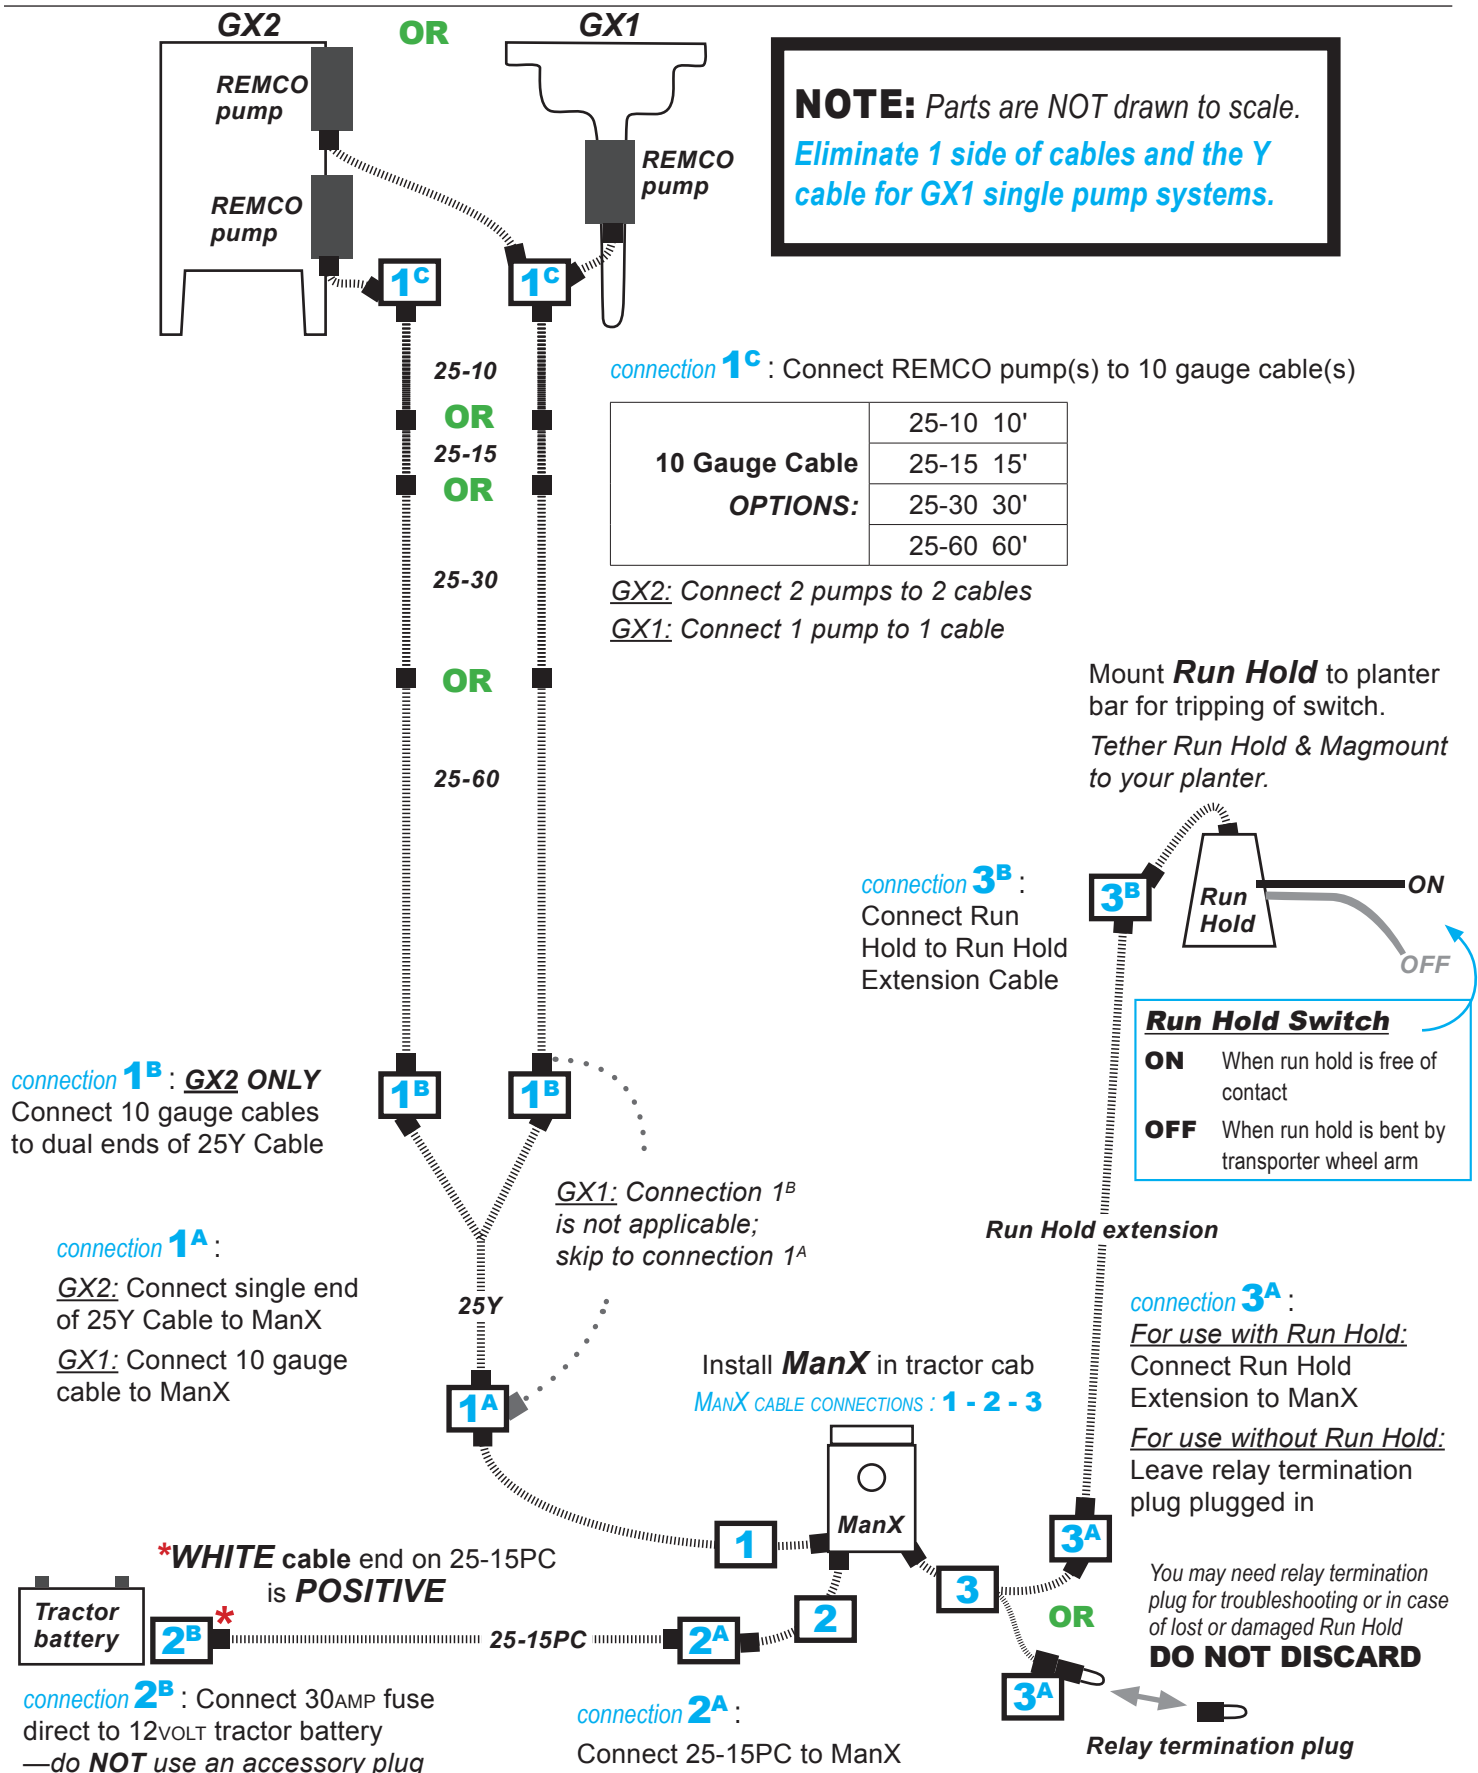 GX2
OR
GX1
REMCO
pump
REMCO
pump
REMCO
pump
NOTE: Parts are NOT drawn to scale.
Eliminate 1 side of cables and the Y
cable for GX1 single pump systems.
1C
1C
25-10
OR
25-15
OR
25-30
OR
25-60
connection 1C : Connect REMCO pump(s) to 10 gauge cable(s)
10 Gauge Cable
OPTIONS:
25-10 10'
25-15 15'
25-30 30'
25-60 60'
GX2: Connect 2 pumps to 2 cables
GX1: Connect 1 pump to 1 cable
Mount Run Hold to planter
bar for tripping of switch.
Tether Run Hold & Magmount
to your planter.
connection 3B :
Connect Run
Hold to Run Hold
Extension Cable
3B
Run
Hold
ON
OFF
Run Hold Switch
ON When run hold is free of
contact
OFF When run hold is bent by
transporter wheel arm
connection 1B : GX2 ONLY
Connect 10 gauge cables
to dual ends of 25Y Cable
1B
1B
GX1: Connection 1B
is not applicable;
skip to connection 1A
Run Hold extension
connection 1A :
GX2: Connect single end
of 25Y Cable to ManX
GX1: Connect 10 gauge
cable to ManX
25Y
1A
Install ManX in tractor cab
ManX cable connections : 1 - 2 - 3
ManX
1
2
3
connection 3A :
For use with Run Hold:
Connect Run Hold
Extension to ManX
For use without Run Hold:
Leave relay termination
plug plugged in
3A
OR
3A
You may need relay termination
plug for troubleshooting or in case
of lost or damaged Run Hold
DO NOT DISCARD
Relay termination plug
*WHITE cable end on 25-15PC
is POSITIVE
Tractor
battery
2B
*
25-15PC
2A
connection 2B : Connect 30AMP fuse
direct to 12VOLT tractor battery
—do NOT use an accessory plug
connection 2A :
Connect 25-15PC to ManX